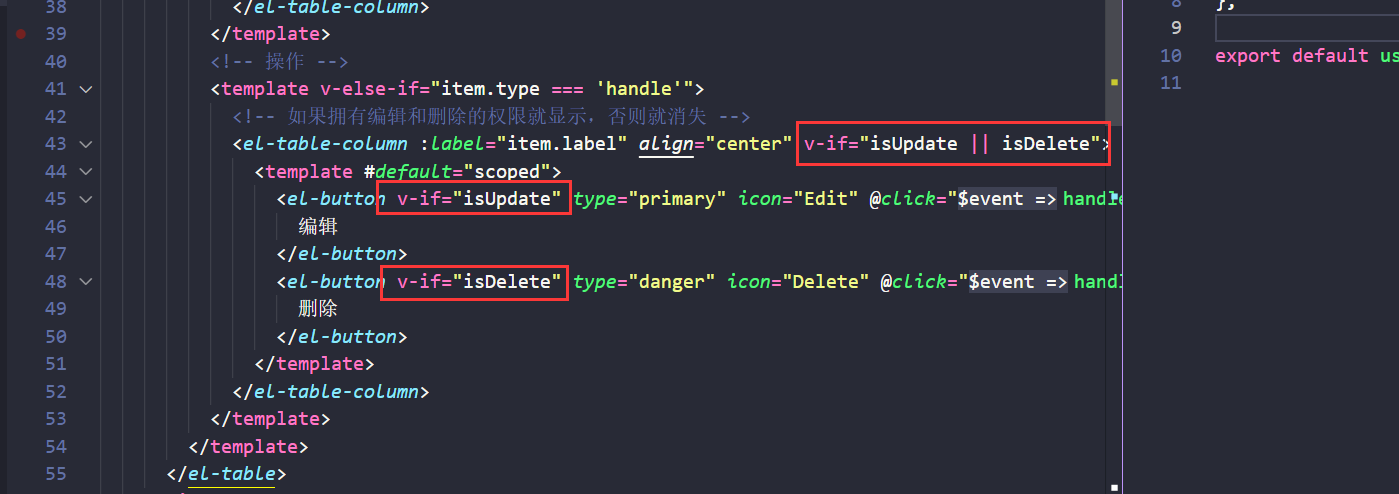 38 </el-table-column>
39 </template>
40 <!-- 操作 -->
41 <template v-else-if="item.type === 'handle'">
42 <!-- 如果拥有编辑和删除的权限就显示，否则就消失 -->
43 <el-table-column :label="item.label" align="center" v-if="isUpdate || isDelete">
44 <template #default="scoped">
45 <el-button v-if="isUpdate" type="primary" icon="Edit" @click="$event => handle
46 编辑
47 </el-button>
48 <el-button v-if="isDelete" type="danger" icon="Delete" @click="$event => handl
49 删除
50 </el-button>
51 </template>
52 </el-table-column>
53 </template>
54 </template>
55 </el-table>
8 },
9
10 export default us
11